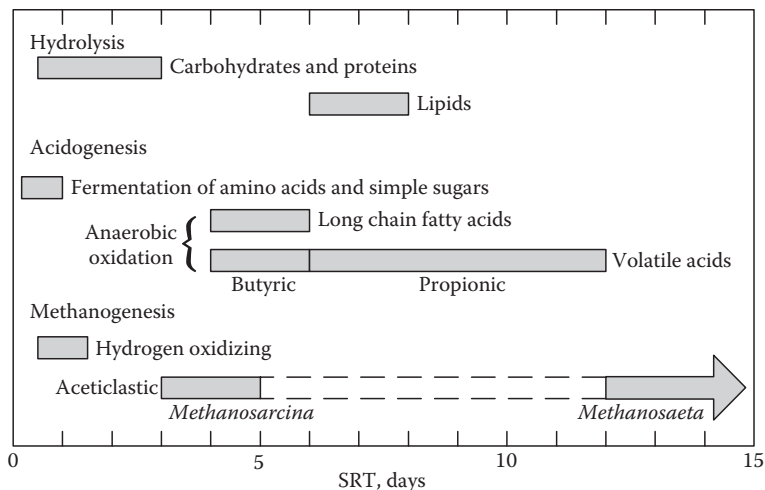 Hydrolysis
Carbohydrates and proteins
Lipids
Acidogenesis
Fermentation of amino acids and simple sugars
Anaerobic
oxidation
Long chain fatty acids
Volatile acids
Butyric
Propionic
Methanogenesis
Hydrogen oxidizing
Aceticlastic
Methanosarcina
Methanosaeta
0
5
10
15
SRT, days